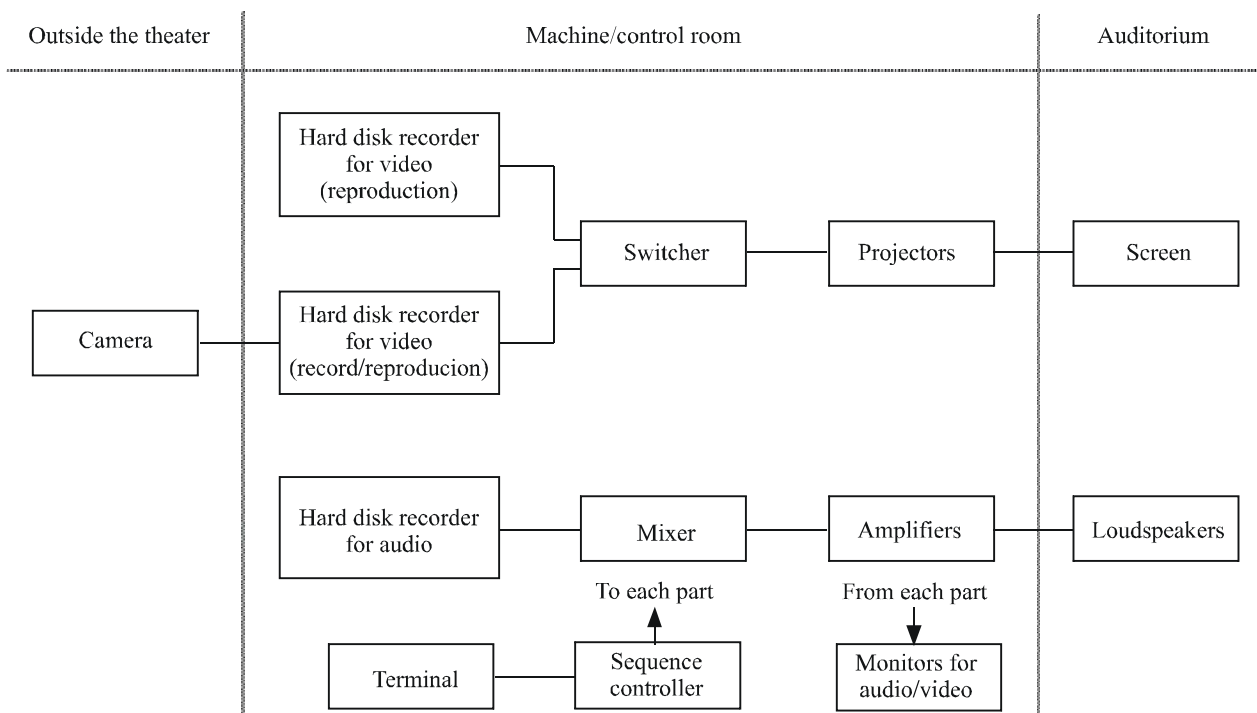 Outside the theater
Machine/control room
Auditorium
Hard disk recorder
for video
(reproduction)
Switcher
Projectors
Screen
Camera
Hard disk recorder
for video
(record/reproducion)
Hard disk recorder
for audio
Mixer
Amplifiers
Loudspeakers
To each part
From each part
Terminal
Sequence
controller
Monitors for
audio/video